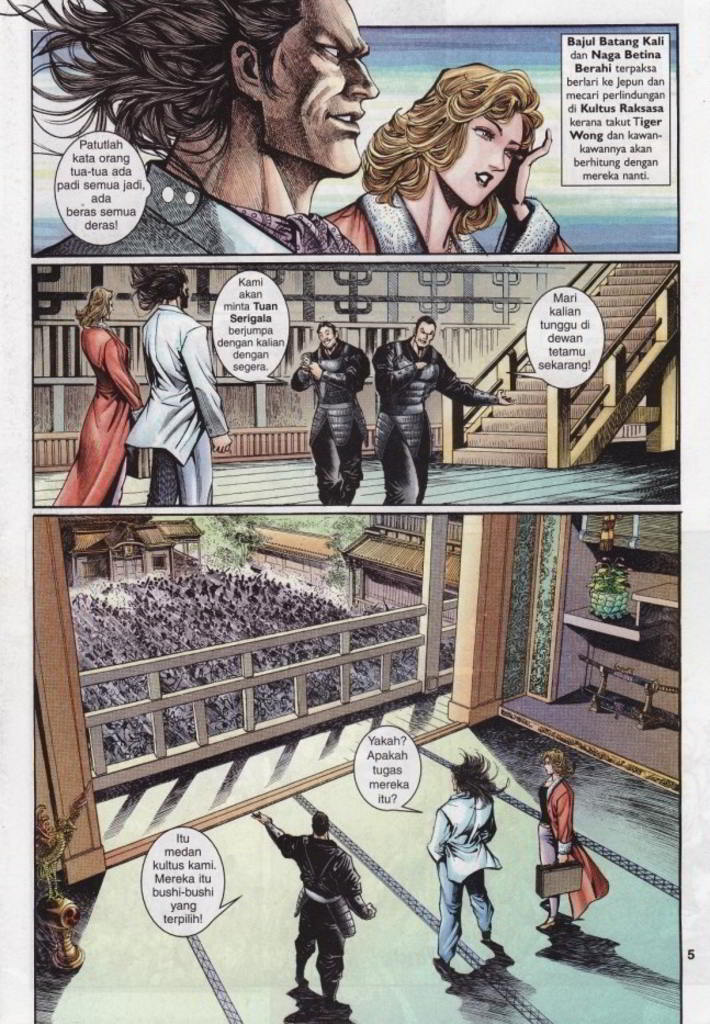 Patutlah
kata orang
tua-tua ada
padi semua jadi,
ada
beras semua
deras!
Bajul Batang Kali
dan Naga Betina
Berahi terpaksa
berlari ke Jepun dan
mecari perlindungan
di Kultus Raksasa
kerana takut Tiger
Wong dan kawan-
kawannya akan
berhitung dengan
mereka nanti.
Kami
akan
minta Tuan
Serigala
berjumpa
dengan kalian
dengan
segera.
Mari
kalian
tunggu di
dewan
tetamu
sekarang!
Yakah?
Apakah
tugas
mereka
itu?
Itu
medan
kultus kami.
Mereka itu
bushi-bushi
yang
terpilih!
5